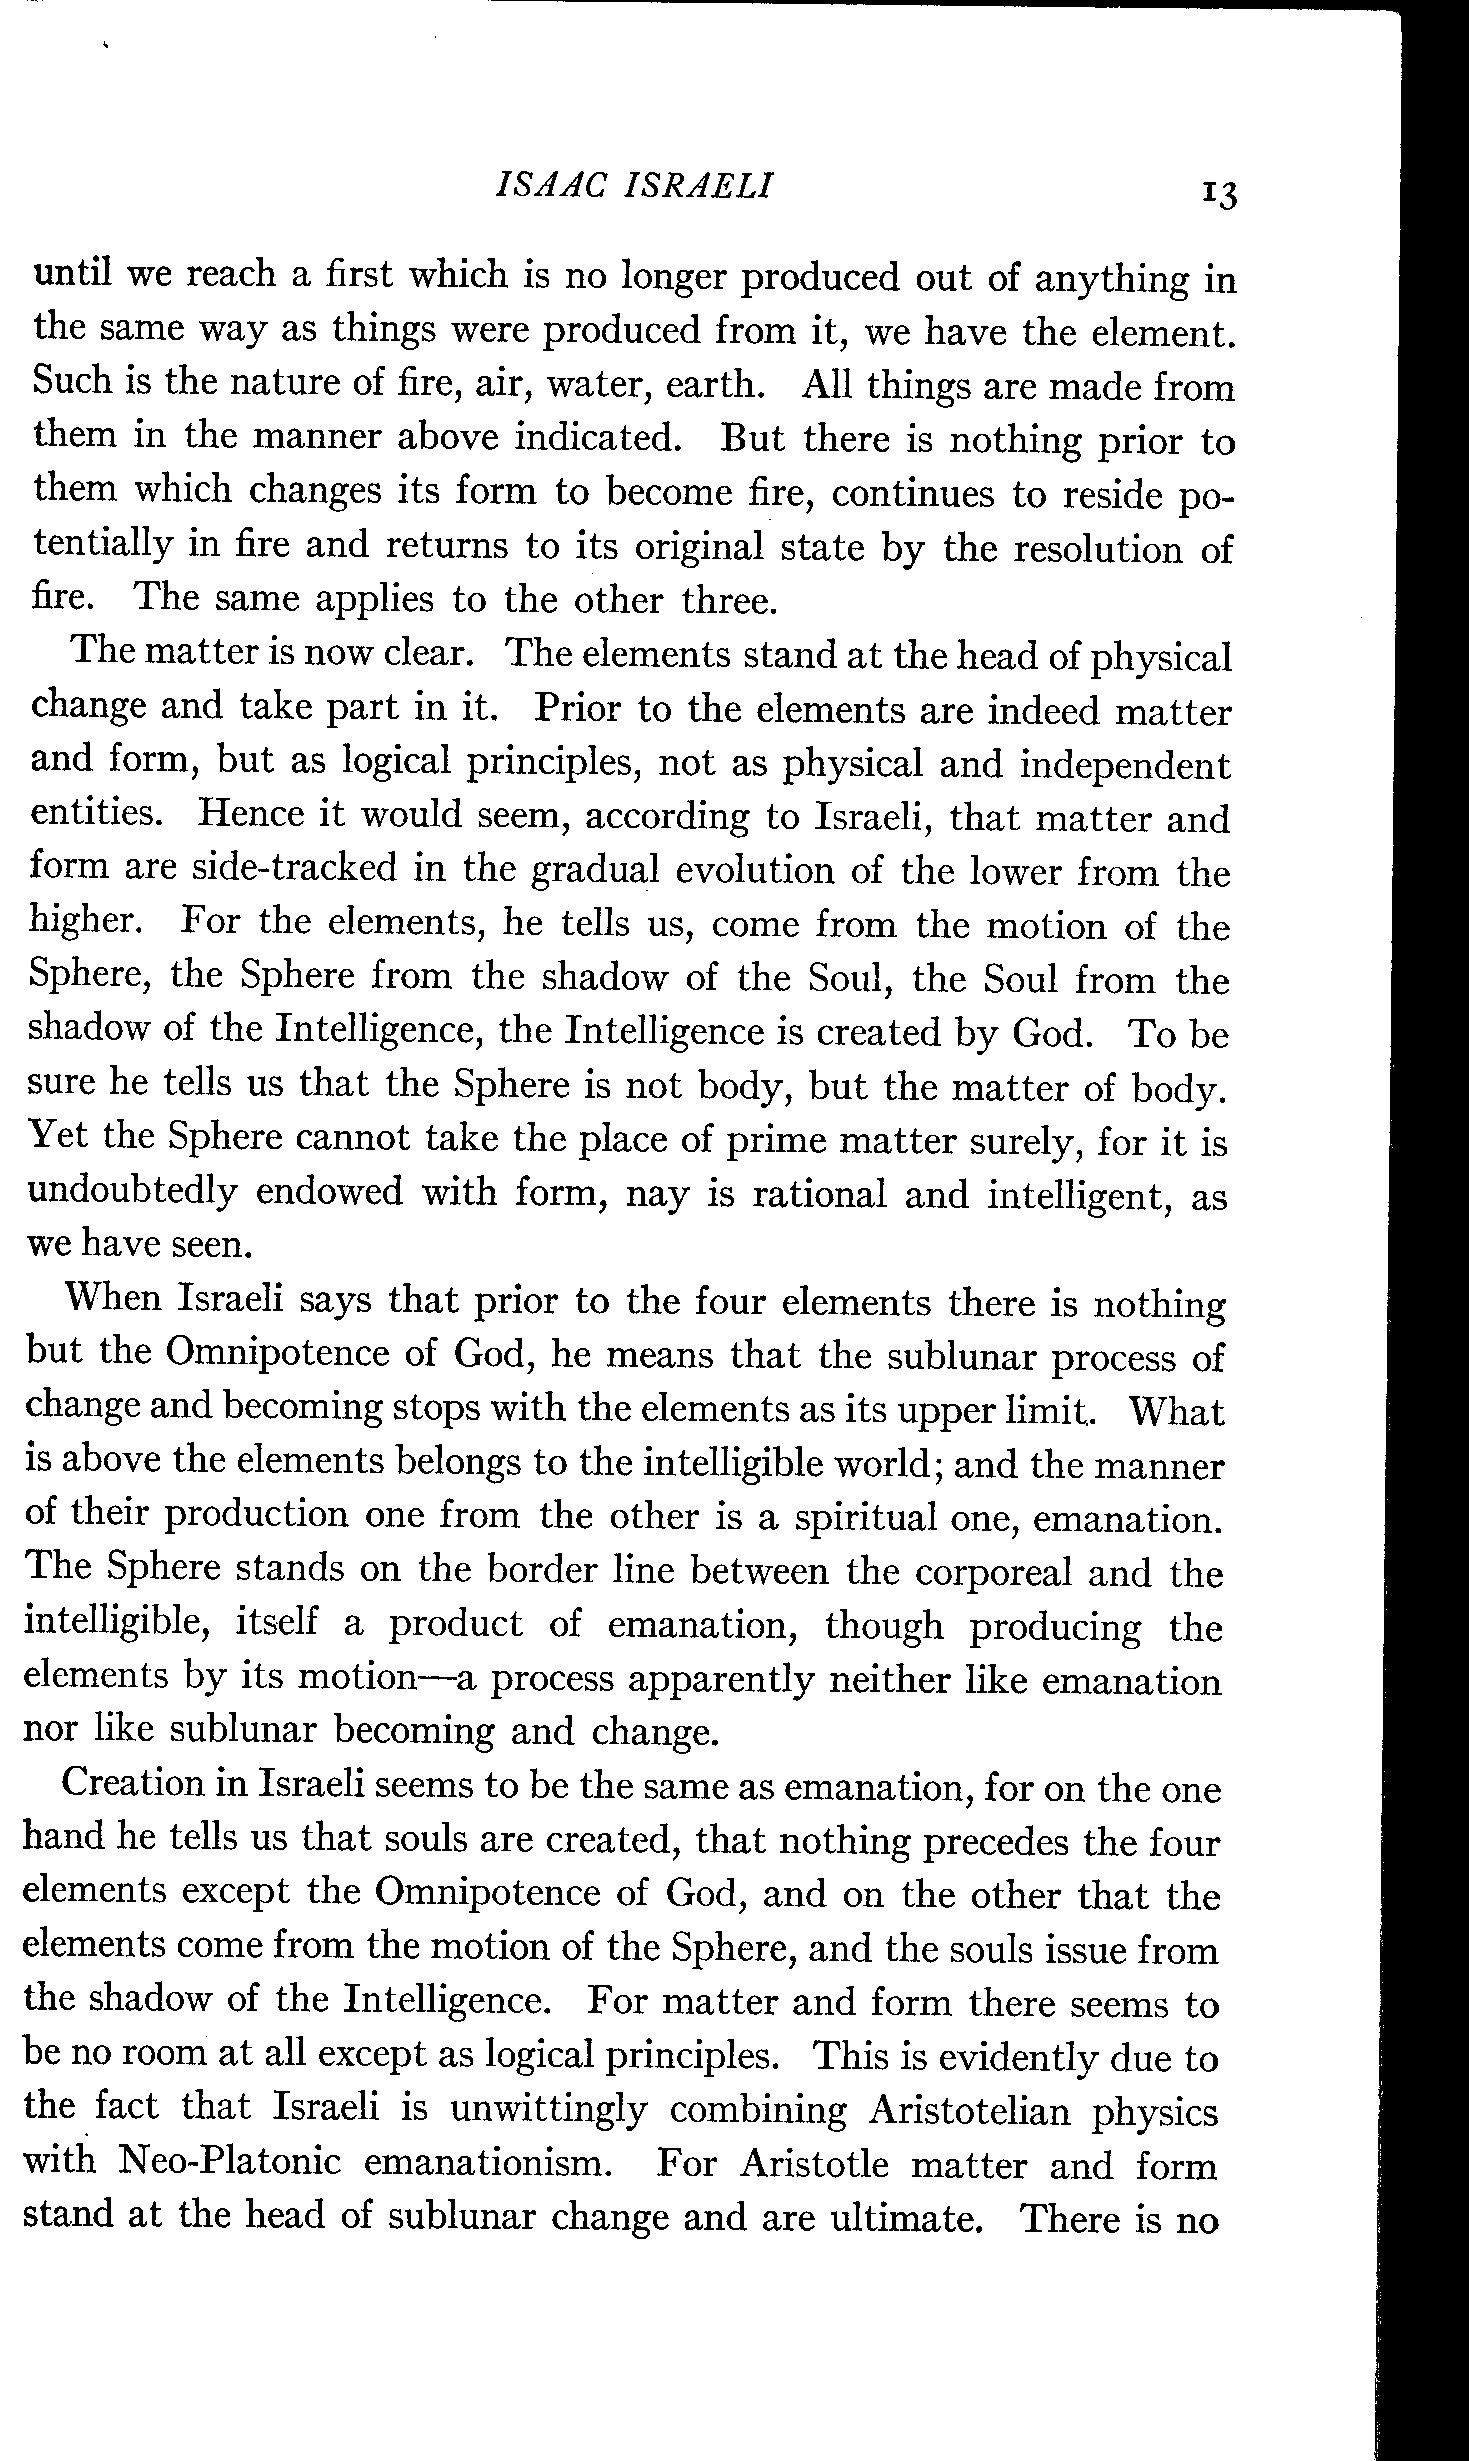 ISAAC ISRAELI 13
until we reach a first which is no longer produced out of anything in
the same way as things were produced from it, we have the element.
Such is the nature of fire, air, water, earth. All things are made from
them in the manner above indicated. But there is nothing prior to
them which changes its form to become fire, continues to reside po-
tentially in fire and returns to its original state by the resolution of
fire. The same applies to the other three.
The matter is now clear. The elements stand at the head of physical
change and take part in it. Prior to the elements are indeed matter
and form, but as logical principles, not as physical and independent
entities. Hence it would seem, according to Israeli, that matter and
form are side-tracked in the gradual evolution of the lower from the
higher. For the elements, he tells us, come from the motion of the
Sphere, the Sphere from the shadow of the Soul, the Soul from the
shadow of the Intelligence, the Intelligence is created by God. To be
sure he tells us that the Sphere is not body, but the matter of body.
Yet the Sphere cannot take the place of prime matter surely, for it is
undoubtedly endowed with form, nay is rational and intelligent, as
we have seen.
When Israeli says that prior to the four elements there is nothing
but the Omnipotence of God, he means that the sublunar process of
change and becoming stops with the elements as its upper limit. What
is above the elements belongs to the intelligible world; and the manner
of their production one from the other is a spiritual one, emanation.
The Sphere stands on the border line between the corporeal and the
intelligible, itself a product of emanation, though producing the
elements by its motion—a process apparently neither like emanation
nor like sublunar becoming and change.
Creation in Israeli seems to be the same as emanation, for on the one
hand he tells us that souls are created, that nothing precedes the four
elements except the Omnipotence of God, and on the other that the
elements come from the motion of the Sphere, and the souls issue from
the shadow of the Intelligence. For matter and form there seems to
be no room at all except as logical principles. This is evidently due to
the fact that Israeli is unwittingly combining Aristotelian physics
with Neo-Platonic emanationism. For Aristotle matter and form
stand at the head of sublunar change and are ultimate. There is no